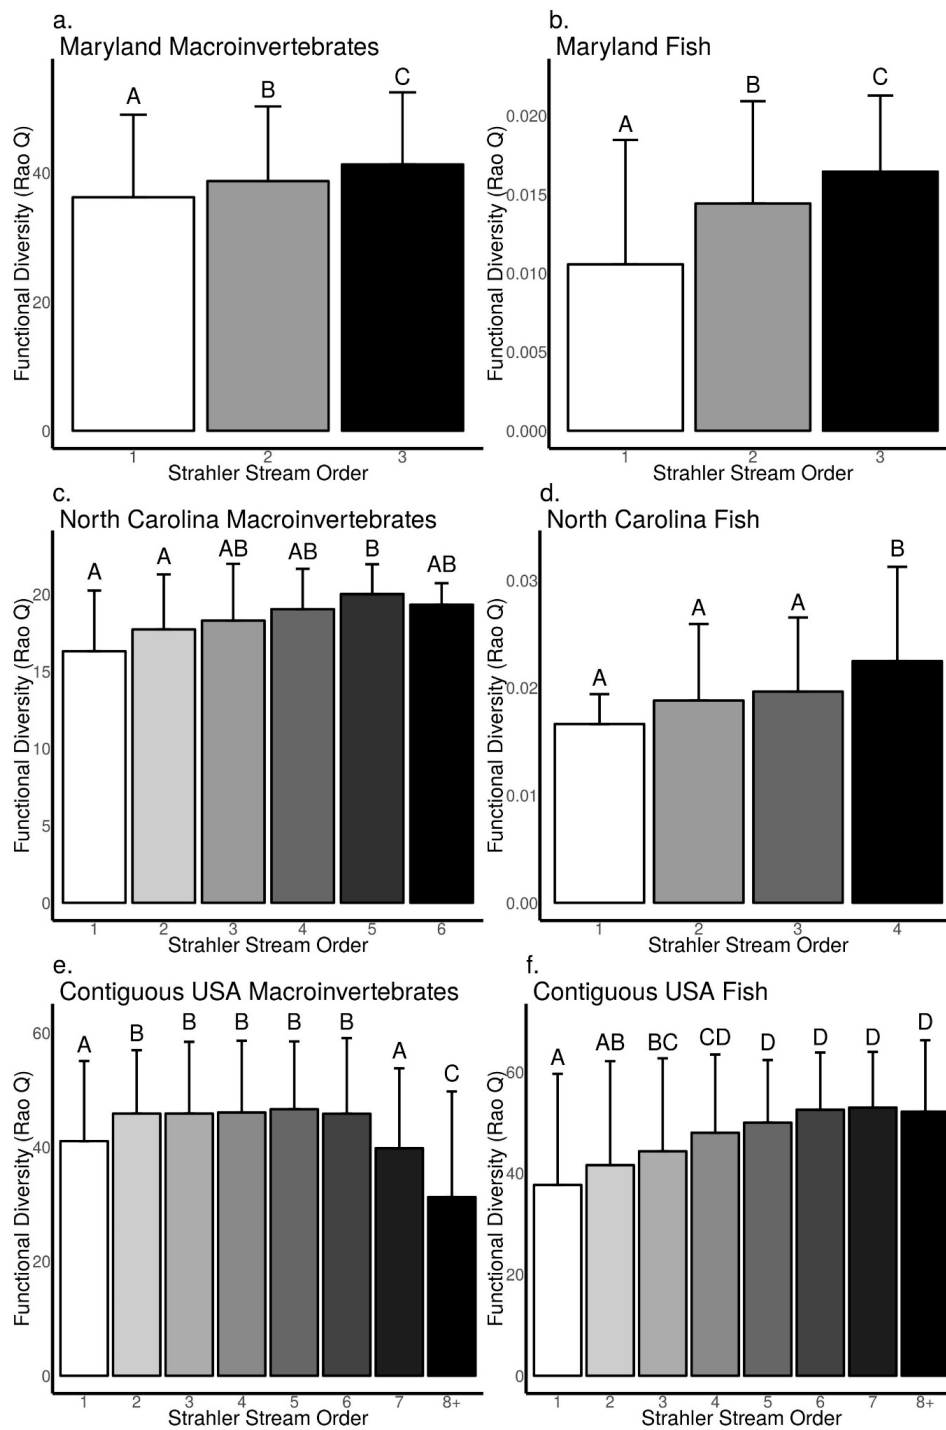 a.
Maryland Macroinvertebrates
A B C
Functional Diversity (Rao Q)
40
20
0
1 2 3
Strahler Stream Order
b.
Maryland Fish
A B C
Functional Diversity (Rao Q)
0.020
0.015
0.010
0.005
0.000
1 2 3
Strahler Stream Order
c.
North Carolina Macroinvertebrates
A A AB AB B AB
Functional Diversity (Rao Q)
20
15
10
5
0
1 2 3 4 5 6
Strahler Stream Order
d.
North Carolina Fish
A A A B
Functional Diversity (Rao Q)
0.03
0.02
0.01
0.00
1 2 3 4
Strahler Stream Order
e.
Contiguous USA Macroinvertebrates
A B B B B B A C
Functional Diversity (Rao Q)
60
40
20
0
1 2 3 4 5 6 7 8+
Strahler Stream Order
f.
Contiguous USA Fish
A AB BC CD D D D D
Functional Diversity (Rao Q)
60
40
20
0
1 2 3 4 5 6 7 8+
Strahler Stream Order